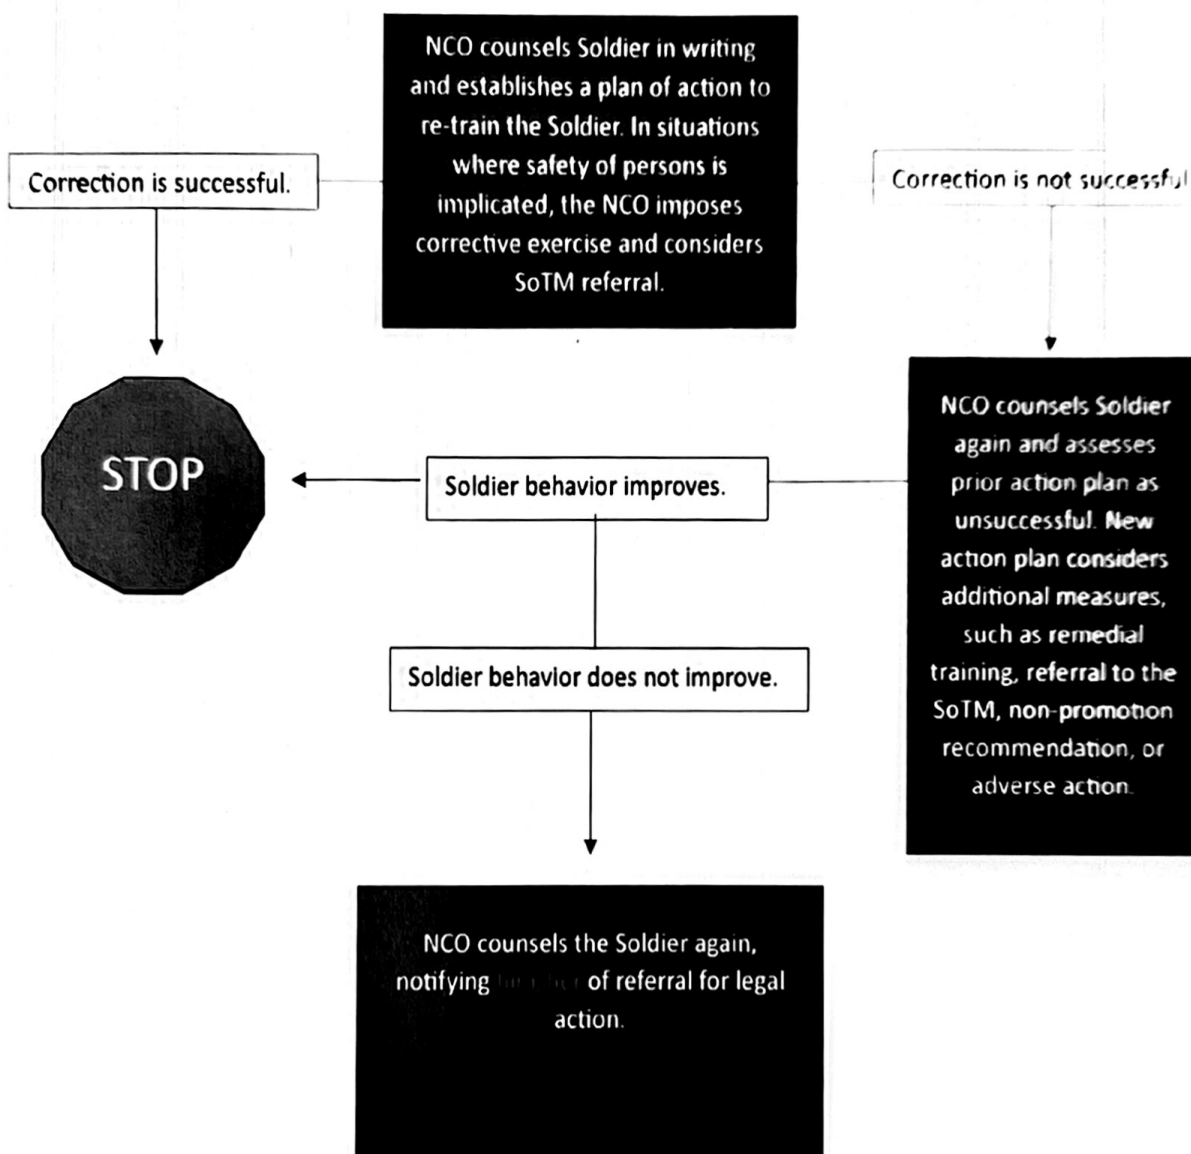 NCO counsels Soldier in writing
and establishes a plan of action to
re-train the Soldier. In situations
where safety of persons is
implicated, the NCO imposes
corrective exercise and considers
SoTM referral.
Correction is successful.
Correction is not successful
STOP
Soldier behavior improves.
NCO counsels Soldier
again and assesses
prior action plan as
unsuccessful. New
action plan considers
additional measures,
such as remedial
training, referral to the
SoTM, non-promotion
recommendation, or
adverse action.
Soldier behavior does not improve.
NCO counsels the Soldier again,
notifying of referral for legal
action.